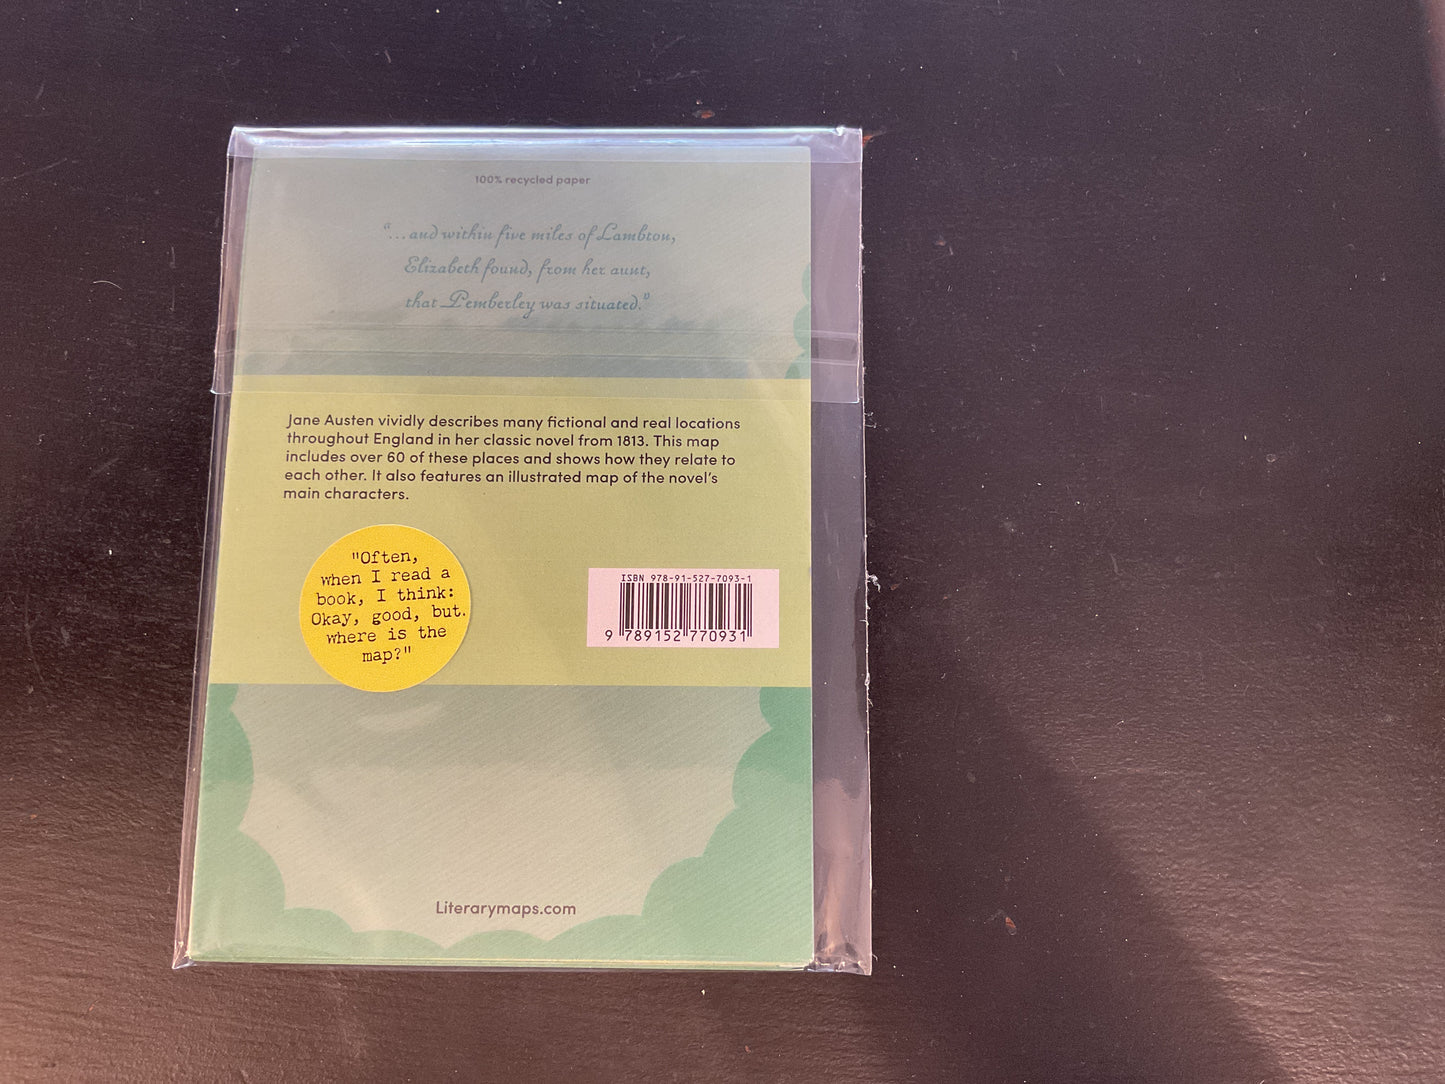 100% recycled paper
“...and within five miles of Lambton,
Elizabeth found, from her aunt,
that Pemberley was situated.”
Jane Austen vividly describes many fictional and real locations
throughout England in her classic novel from 1813. This map
includes over 60 of these places and shows how they relate to
each other. It also features an illustrated map of the novel's
main characters.
"Often,
when I read a
book, I think:
Okay, good, but
where is the
map?"
ISBN 978-91-527-7093-1
9 789152 770931
Literarymaps.com